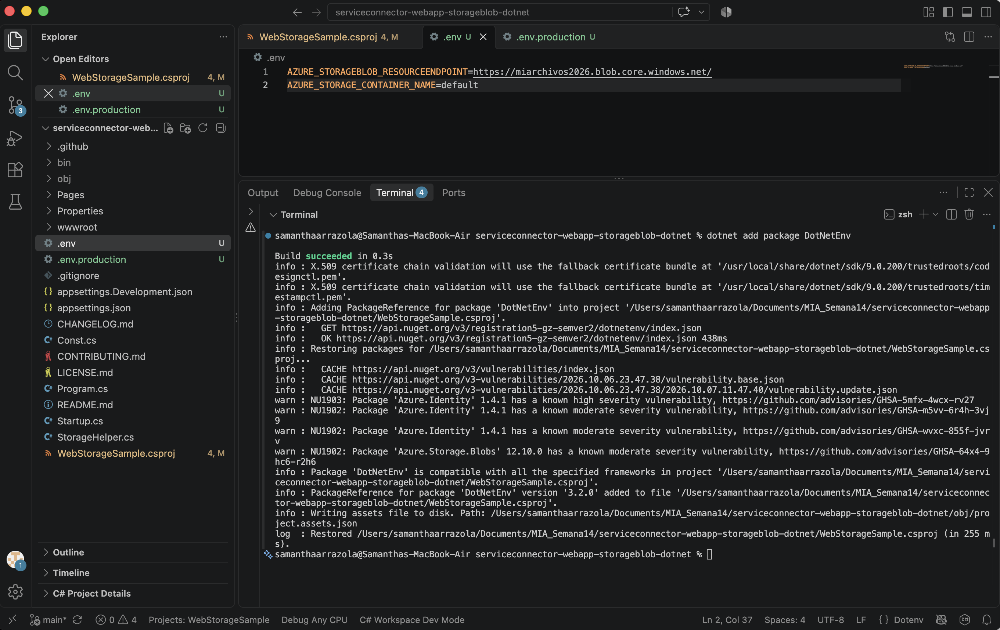 serviceconnector-webapp-storageblob-dotnet
Explorer
Open Editors
WebStorageSample.csproj 4, M
.env U
.env.production U
serviceconnector-web...
.github
bin
obj
Pages
Properties
wwwroot
.env U
.env.production U
.gitignore
appsettings.Development.json
appsettings.json
CHANGELOG.md
Const.cs
CONTRIBUTING.md
LICENSE.md
Program.cs
README.md
Startup.cs
StorageHelper.cs
WebStorageSample.csproj 4, M
Outline
Timeline
C# Project Details
3
1
WebStorageSample.csproj 4, M
.env U
.env.production U
.env
1 AZURE_STORAGEBLOB_RESOURCEENDPOINT=https://miarchivos2026.blob.core.windows.net/
2 AZURE_STORAGE_CONTAINER_NAME=default
Output Debug Console Terminal 4 Ports
Terminal
zsh
samanthaarrazola@Samanthas-MacBook-Air serviceconnector-webapp-storageblob-dotnet % dotnet add package DotNetEnv
Build succeeded in 0.3s
info : X.509 certificate chain validation will use the fallback certificate bundle at '/usr/local/share/dotnet/sdk/9.0.200/trustedroots/cod
esignctl.pem'.
info : X.509 certificate chain validation will use the fallback certificate bundle at '/usr/local/share/dotnet/sdk/9.0.200/trustedroots/tim
estampctl.pem'.
info : Adding PackageReference for package 'DotNetEnv' into project '/Users/samanthaarrazola/Documents/MIA_Semana14/serviceconnector-webapp
-storageblob-dotnet/WebStorageSample.csproj'.
info :   GET https://api.nuget.org/v3/registration5-gz-semver2/dotnetenv/index.json
info :   OK https://api.nuget.org/v3/registration5-gz-semver2/dotnetenv/index.json 438ms
info : Restoring packages for /Users/samanthaarrazola/Documents/MIA_Semana14/serviceconnector-webapp-storageblob-dotnet/WebStorageSample.cs
proj...
info :   CACHE https://api.nuget.org/v3/vulnerabilities/index.json
info :   CACHE https://api.nuget.org/v3-vulnerabilities/2026.10.06.23.47.38/vulnerability.base.json
info :   CACHE https://api.nuget.org/v3-vulnerabilities/2026.10.06.23.47.38/2026.10.07.11.47.40/vulnerability.update.json
warn : NU1903: Package 'Azure.Identity' 1.4.1 has a known high severity vulnerability, https://github.com/advisories/GHSA-5mfx-4wcx-rv27
warn : NU1902: Package 'Azure.Identity' 1.4.1 has a known moderate severity vulnerability, https://github.com/advisories/GHSA-m5vv-6r4h-3vj
9
warn : NU1902: Package 'Azure.Identity' 1.4.1 has a known moderate severity vulnerability, https://github.com/advisories/GHSA-wvxc-855f-jvr
v
warn : NU1902: Package 'Azure.Storage.Blobs' 12.10.0 has a known moderate severity vulnerability, https://github.com/advisories/GHSA-64x4-9
hc6-r2h6
info : Package 'DotNetEnv' is compatible with all the specified frameworks in project '/Users/samanthaarrazola/Documents/MIA_Semana14/servi
ceconnector-webapp-storageblob-dotnet/WebStorageSample.csproj'.
info : PackageReference for package 'DotNetEnv' version '3.2.0' added to file '/Users/samanthaarrazola/Documents/MIA_Semana14/serviceconnec
tor-webapp-storageblob-dotnet/WebStorageSample.csproj'.
info : Writing assets file to disk. Path: /Users/samanthaarrazola/Documents/MIA_Semana14/serviceconnector-webapp-storageblob-dotnet/obj/pro
ject.assets.json
log  : Restored /Users/samanthaarrazola/Documents/MIA_Semana14/serviceconnector-webapp-storageblob-dotnet/WebStorageSample.csproj (in 255 m
s).
samanthaarrazola@Samanthas-MacBook-Air serviceconnector-webapp-storageblob-dotnet %
main* 0 4 Projects: WebStorageSample Debug Any CPU C# Workspace Dev Mode Ln 2, Col 37 Spaces: 4 UTF-8 LF { } Dotenv